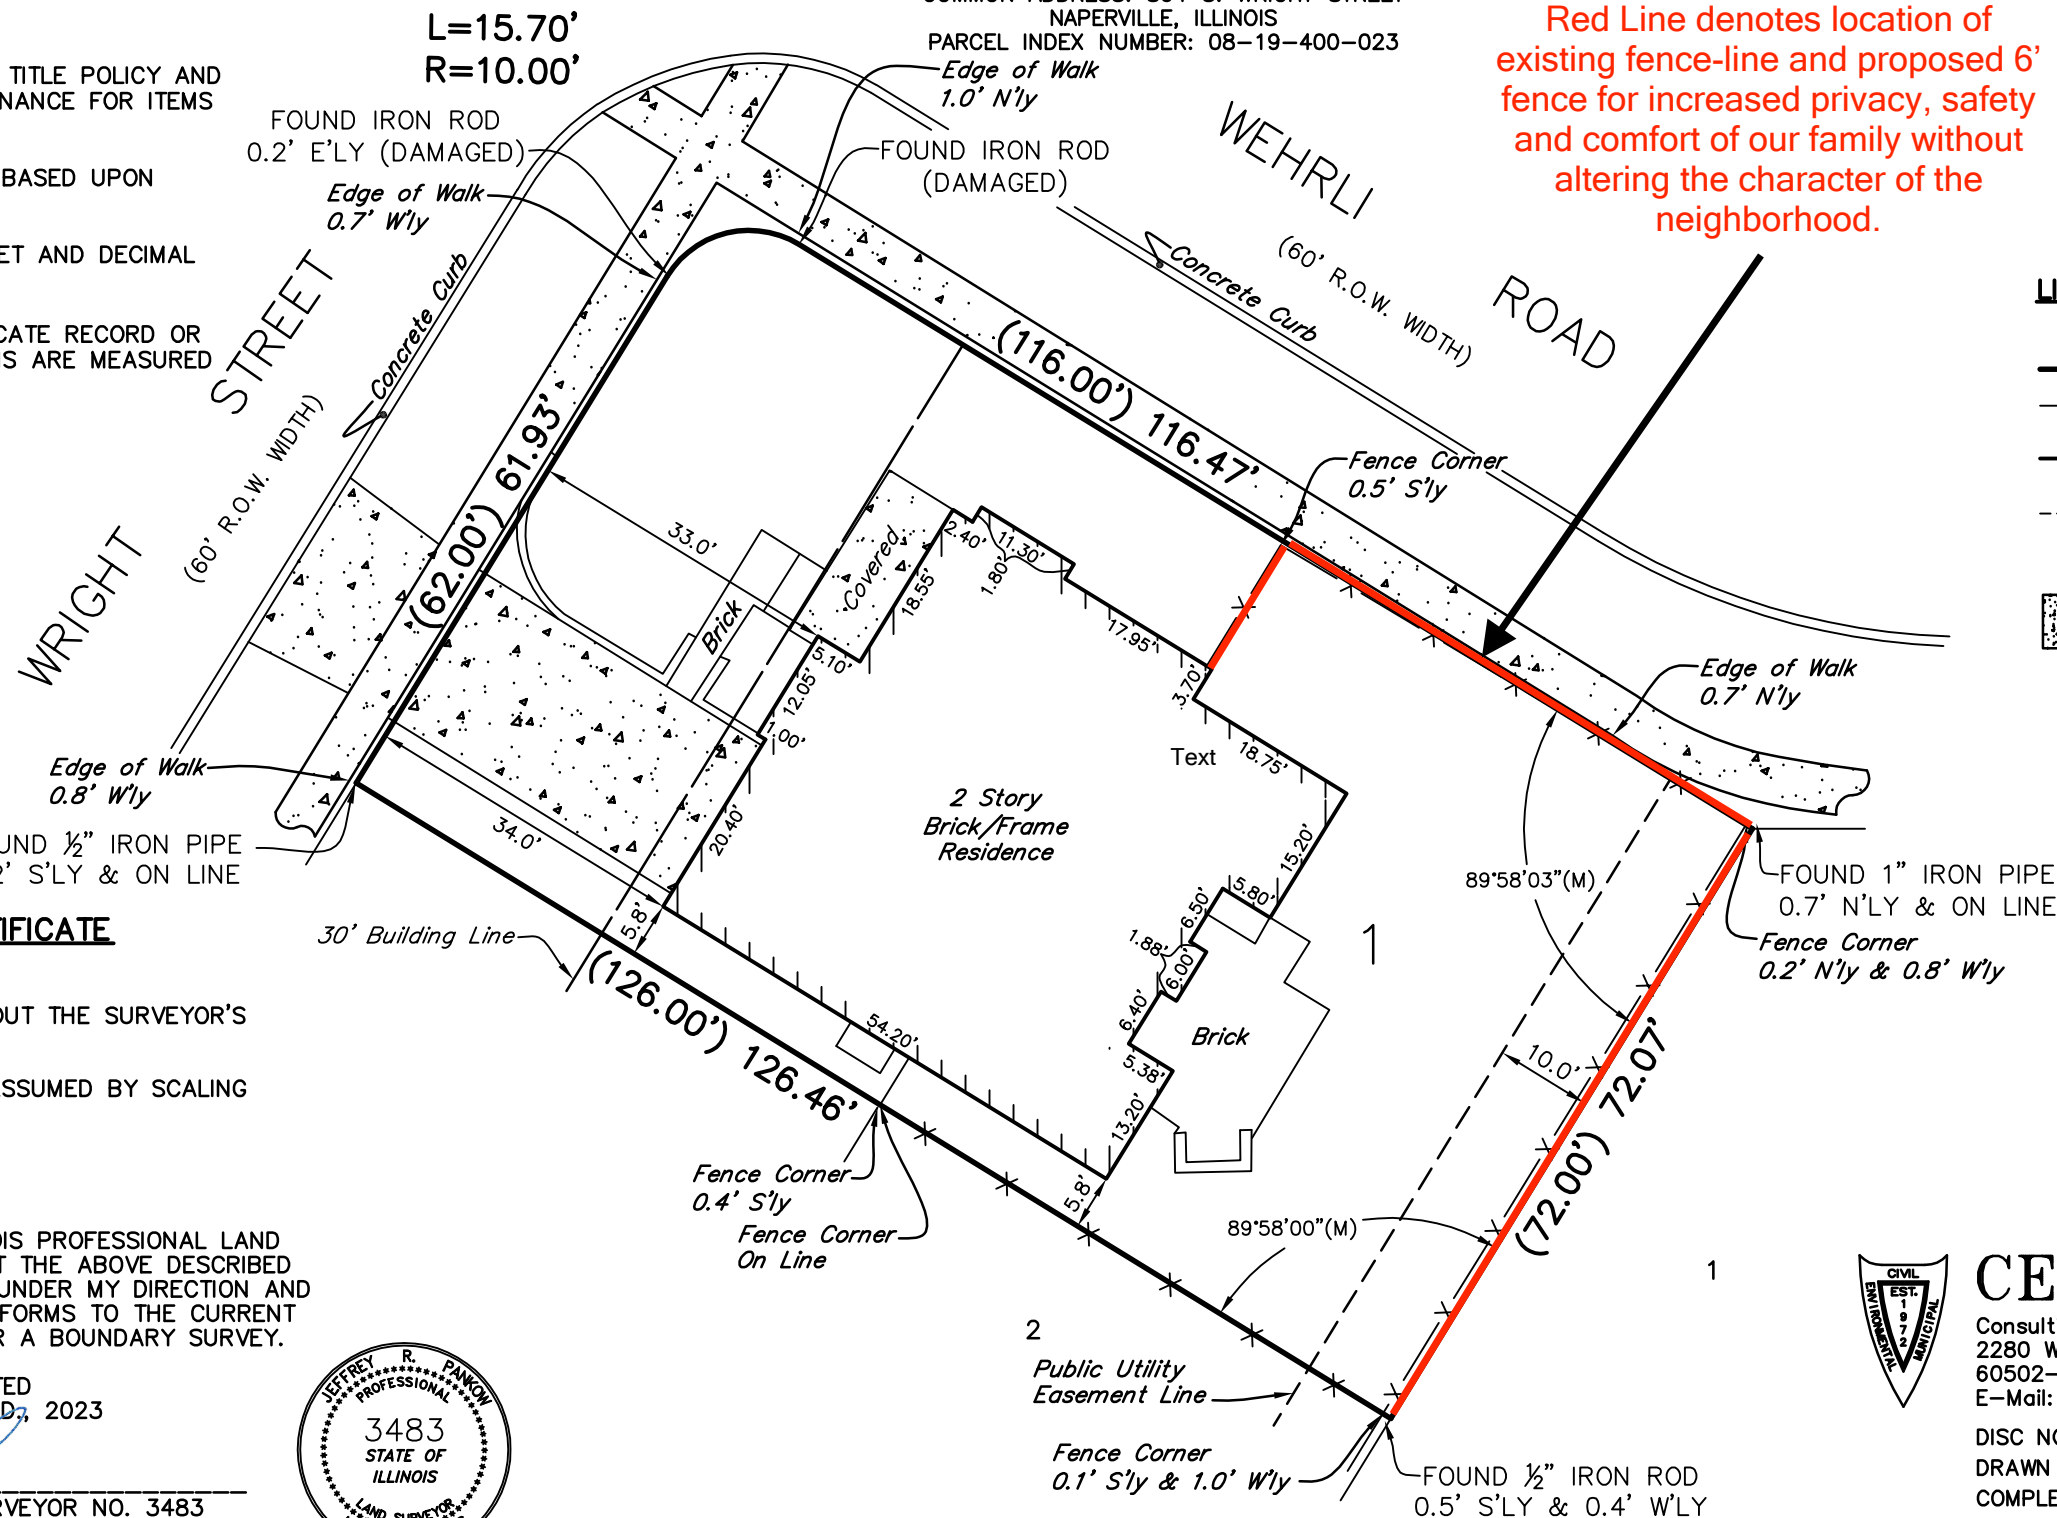 L=15.70'
R=10.00'
NAPERVILLE, ILLINOIS
PARCEL INDEX NUMBER: 08-19-400-023
Red Line denotes location of
existing fence-line and proposed 6'
fence for increased privacy, safety
and comfort of our family without
altering the character of the
neighborhood.
TITLE POLICY AND
NANCE FOR ITEMS
BASED UPON
ET AND DECIMAL
CATE RECORD OR
NS ARE MEASURED
FOUND IRON ROD
0.2' E'LY (DAMAGED)
Edge of Walk
0.7' W'ly
Edge of Walk
1.0' N'ly
FOUND IRON ROD
(DAMAGED)
WEHRLI
ROAD
(60' R.O.W. WIDTH)
Concrete Curb
WRIGHT
STREET
(60' R.O.W. WIDTH)
Concrete Curb
(62.00') 61.93'
(116.00') 116.47'
Fence Corner
0.5' S'ly
33.0'
Brick
Covered
18.55'
2.40'
11.30'
1.80'
17.95'
3.70'
5.10'
12.05'
1.00'
20.40'
18.75'
Text
15.20'
2 Story
Brick/Frame
Residence
Edge of Walk
0.7' N'ly
Edge of Walk
0.8' W'ly
UND ½" IRON PIPE
2' S'LY & ON LINE
34.0'
5.8'
30' Building Line
(126.00') 126.46'
54.20'
5.80'
6.50'
1.88'
6.00'
6.40'
5.38'
13.20'
5.8'
Brick
1
89°58'03"(M)
FOUND 1" IRON PIPE
0.7' N'LY & ON LINE
Fence Corner
0.2' N'ly & 0.8' W'ly
10.0'
(72.00') 72.07'
89°58'00"(M)
TIFICATE
OUT THE SURVEYOR'S
ASSUMED BY SCALING
Fence Corner
0.4' S'ly
Fence Corner
On Line
2
1
Public Utility
Easement Line
Fence Corner
0.1' S'ly & 1.0' W'ly
FOUND ½" IRON ROD
0.5' S'LY & 0.4' W'LY
OIS PROFESSIONAL LAND
T THE ABOVE DESCRIBED
UNDER MY DIRECTION AND
FORMS TO THE CURRENT
R A BOUNDARY SURVEY.
TED
D., 2023
RVEYOR NO. 3483
JEFFREY R. PANKOW
PROFESSIONAL
3483
STATE OF
ILLINOIS
LAND SURVEYOR
CIVIL
EST.
1972
ENVIRONMENTAL
MUNICIPAL
CE
Consult
2280 W
60502-
E-Mail:
DISC NO
DRAWN
COMPLE
LI